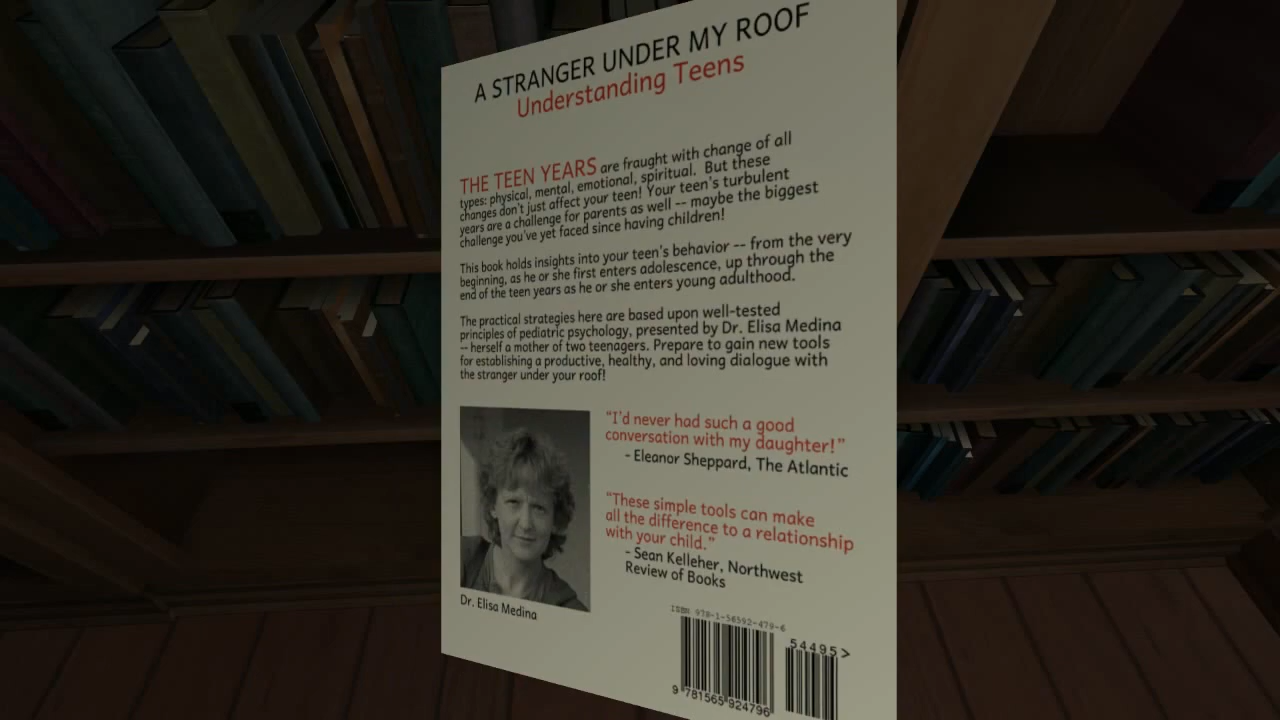 A STRANGER UNDER MY ROOF
Understanding Teens
THE TEEN YEARS are fraught with change of all
types: physical, mental, emotional, spiritual. But these
changes don't just affect your teen! Your teen's turbulent
years are a challenge for parents as well -- maybe the biggest
challenge you've yet faced since having children!
This book holds insights into your teen's behavior -- from the very
beginning, as he or she first enters adolescence, up through the
end of the teen years as he or she enters young adulthood.
The practical strategies here are based upon well-tested
principles of pediatric psychology, presented by Dr. Elisa Medina
-- herself a mother of two teenagers. Prepare to gain new tools
for establishing a productive, healthy, and loving dialogue with
the stranger under your roof!
"I'd never had such a good
conversation with my daughter!"
- Eleanor Sheppard, The Atlantic
"These simple tools can make
all the difference to a relationship
with your child."
- Sean Kelleher, Northwest
Review of Books
Dr. Elisa Medina
ISBN 978-1-56592-479-6
54495>
9 781565 924796